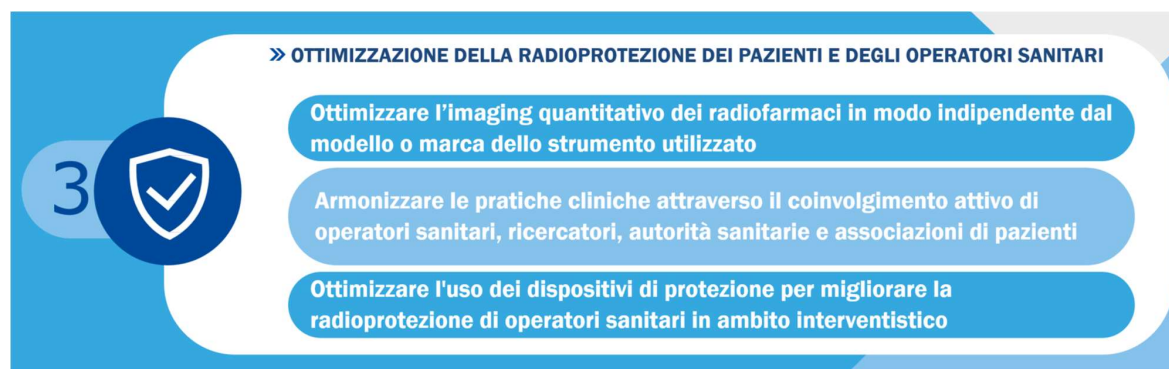 » OTTIMIZZAZIONE DELLA RADIOPROTEZIONE DEI PAZIENTI E DEGLI OPERATORI SANITARI
Ottimizzare l’imaging quantitativo dei radiofarmaci in modo indipendente dal
modello o marca dello strumento utilizzato
3
Armonizzare le pratiche cliniche attraverso il coinvolgimento attivo di
operatori sanitari, ricercatori, autorità sanitarie e associazioni di pazienti
Ottimizzare l'uso dei dispositivi di protezione per migliorare la
radioprotezione di operatori sanitari in ambito interventistico